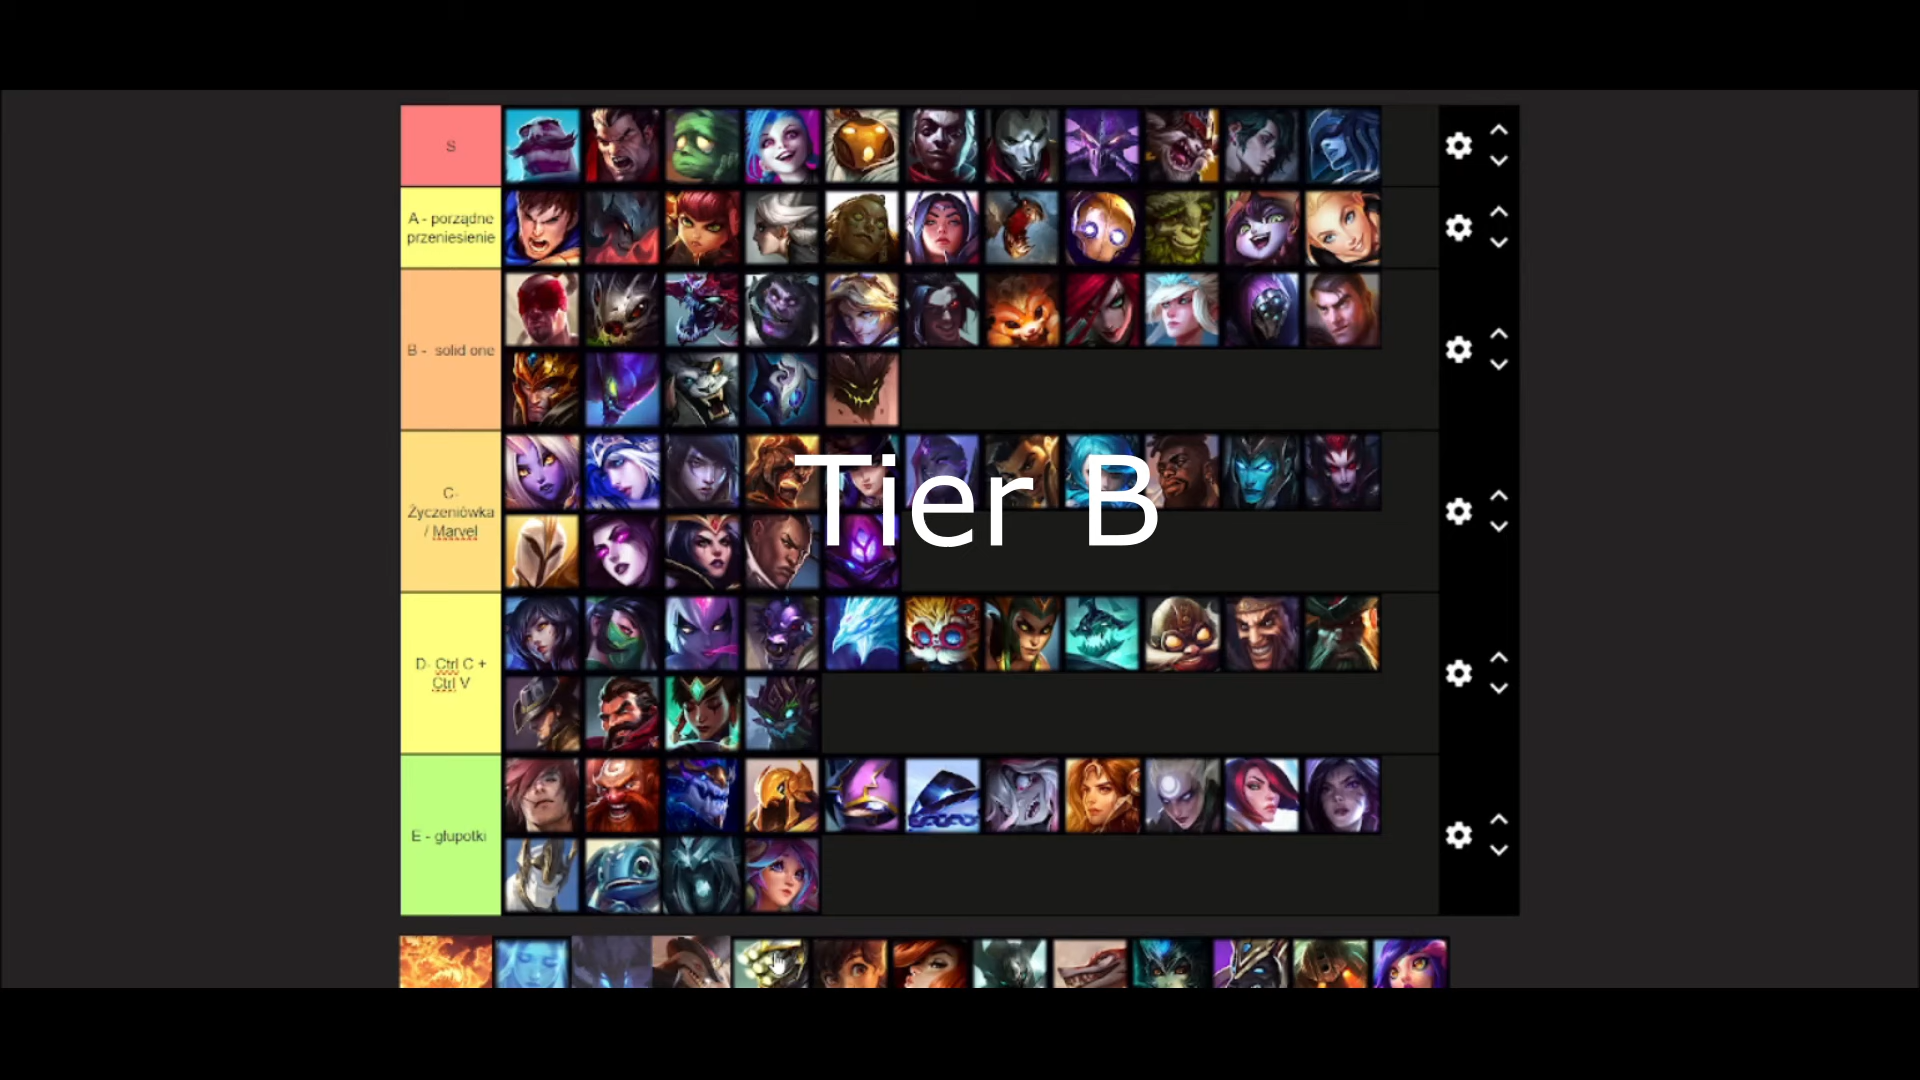 S
A - porządne
przeniesienie
B - solid one
Tier B
C-
Życzeniówka
/ Marvel
D- Ctrl C +
Ctrl V
E - głupotki